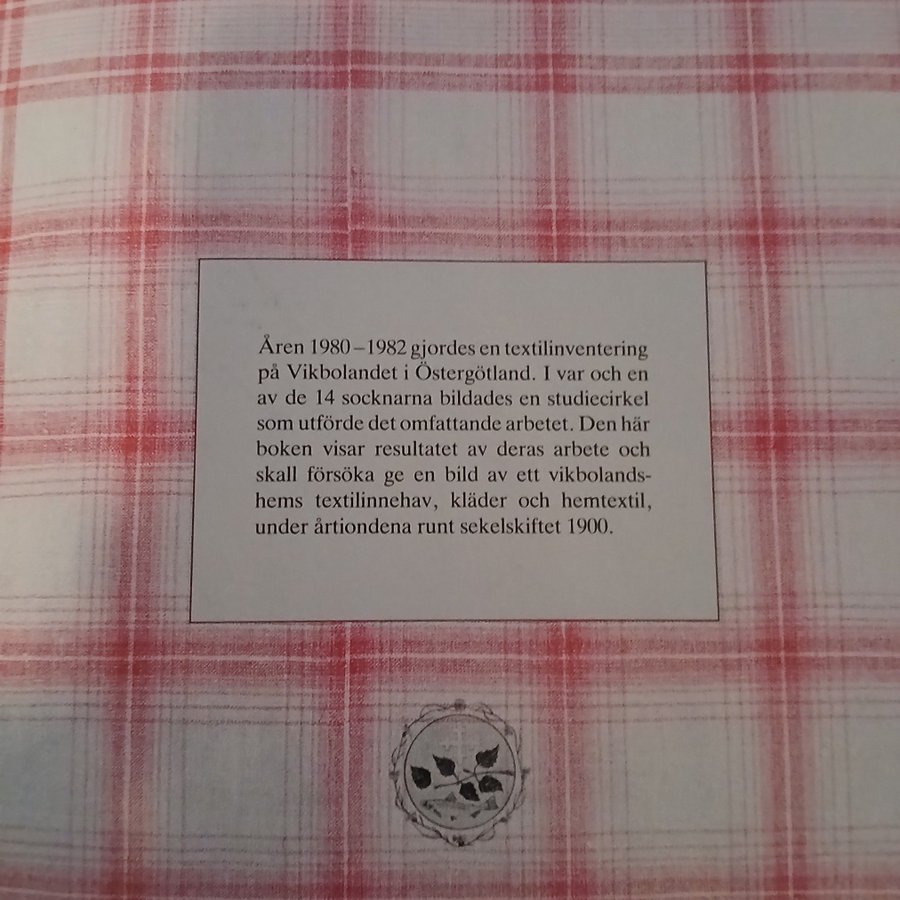 Åren 1980–1982 gjordes en textilinventering
på Vikbolandet i Östergötland. I var och en
av de 14 socknarna bildades en studiecirkel
som utförde det omfattande arbetet. Den här
boken visar resultatet av deras arbete och
skall försöka ge en bild av ett vikbolands-
hems textilinnehav, kläder och hemtextil,
under årtiondena runt sekelskiftet 1900.